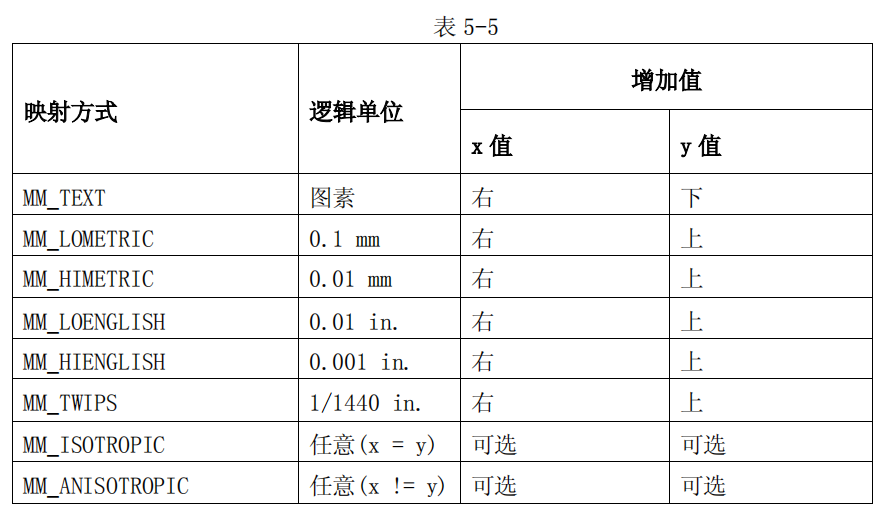 表 5-5
映射方式 逻辑单位 增加值
x 值 y 值
MM_TEXT 图素 右 下
MM_LOMETRIC 0.1 mm 右 上
MM_HIMETRIC 0.01 mm 右 上
MM_LOENGLISH 0.01 in. 右 上
MM_HIENGLISH 0.001 in. 右 上
MM_TWIPS 1/1440 in. 右 上
MM_ISOTROPIC 任意(x = y) 可选 可选
MM_ANISOTROPIC 任意(x != y) 可选 可选